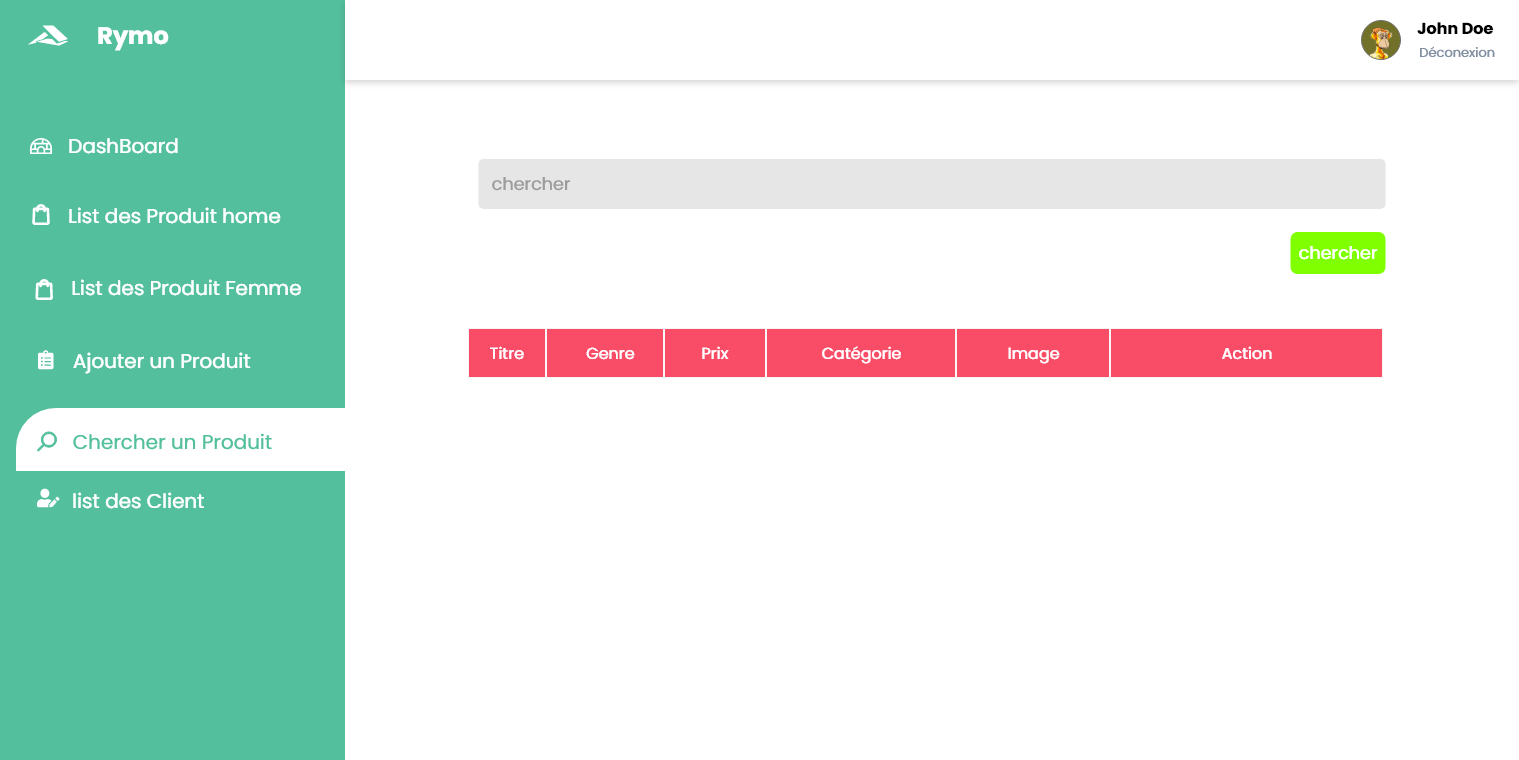 Rymo
John Doe
Déconexion
DashBoard
List des Produit home
List des Produit Femme
Ajouter un Produit
Chercher un Produit
list des Client
chercher
chercher
Titre Genre Prix Catégorie Image Action